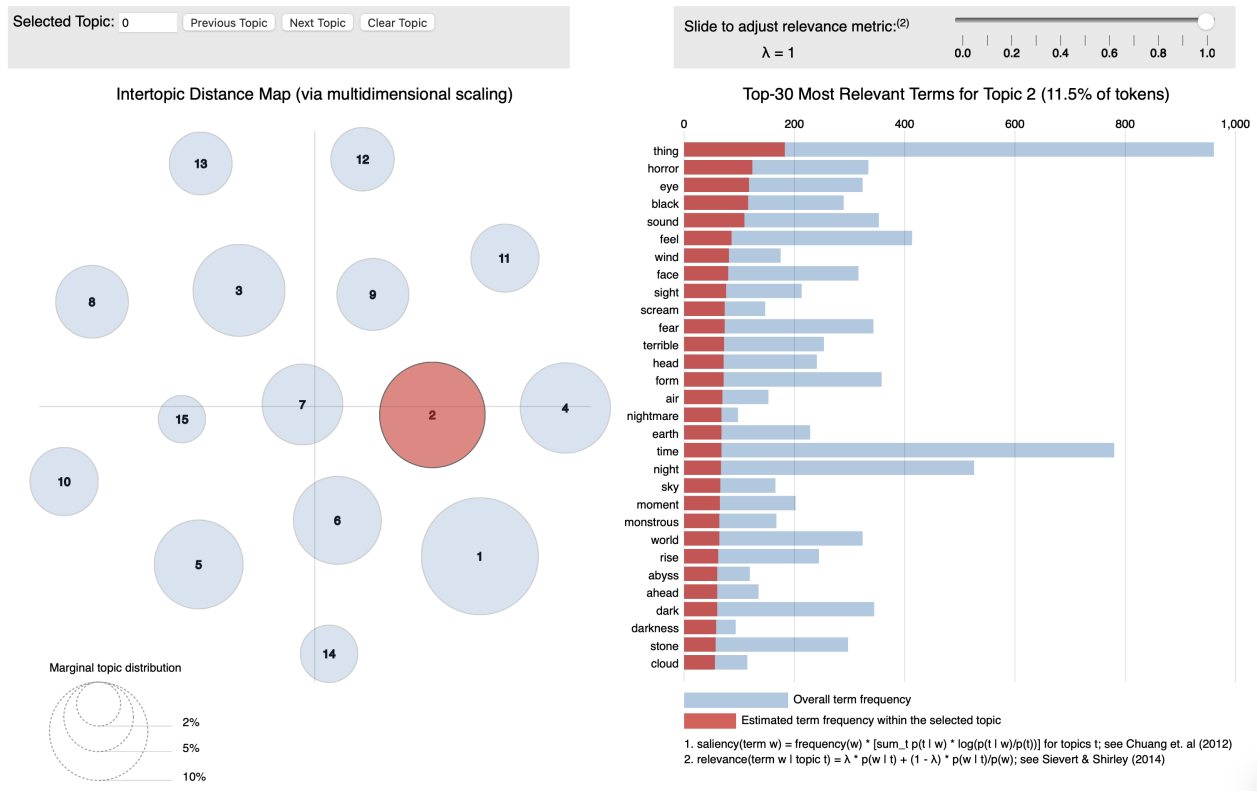 Selected Topic: 0 Previous Topic Next Topic Clear Topic
Slide to adjust relevance metric:(2)
λ = 1
0.0 0.2 0.4 0.6 0.8 1.0
Intertopic Distance Map (via multidimensional scaling)
13
12
11
3
9
8
7
4
2
15
10
6
1
5
14
Marginal topic distribution
2%
5%
10%
Top-30 Most Relevant Terms for Topic 2 (11.5% of tokens)
0 200 400 600 800 1,000
thing
horror
eye
black
sound
feel
wind
face
sight
scream
fear
terrible
head
form
air
nightmare
earth
time
night
sky
moment
monstrous
world
rise
abyss
ahead
dark
darkness
stone
cloud
Overall term frequency
Estimated term frequency within the selected topic
1. saliency(term w) = frequency(w) * [sum_t p(t | w) * log(p(t | w)/p(t))] for topics t; see Chuang et. al (2012)
2. relevance(term w | topic t) = λ * p(w | t) + (1 - λ) * p(w | t)/p(w); see Sievert & Shirley (2014)